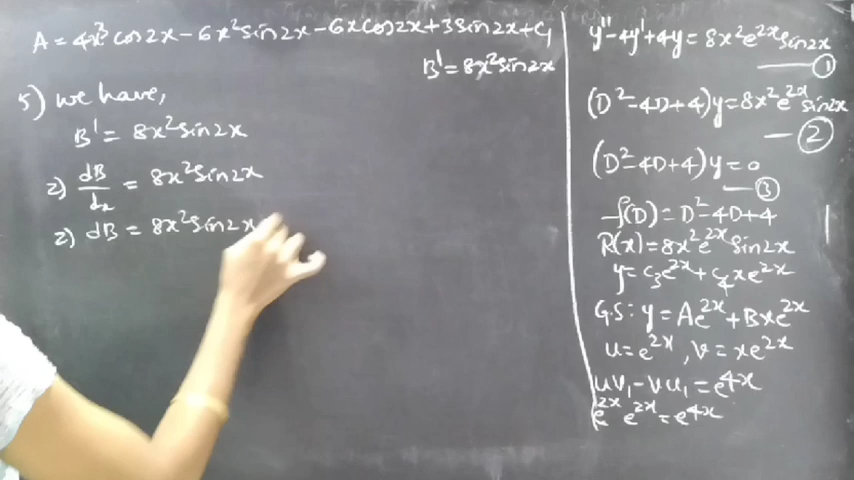 A = 4x³ cos2x - 6x² sin2x - 6x cos2x + 3 sin2x + c₁
B' = 8x² sin2x
5) we have,
B' = 8x² sin2x
2) dB/dx = 8x² sin2x
2) dB = 8x² sin2x
y'' - 4y' + 4y = 8x² e^2x sin2x
—— ①
(D² - 4D + 4) y = 8x² e^2x sin2x
— ②
(D² - 4D + 4) y = 0
— ③
f(D) = D² - 4D + 4
R(x) = 8x² e^2x sin2x
y = c₃e^2x + c₄xe^2x
G.S: y = Ae^2x + Bxe^2x
u = e^2x, v = xe^2x
uv₁ - vu₁ = e^4x
e^2x e^2x = e^4x